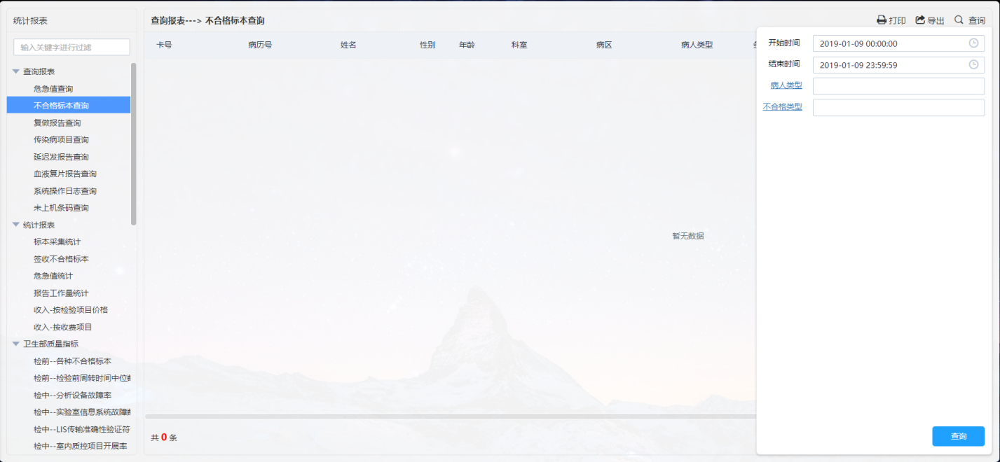 统计报表
输入关键字进行过滤
查询报表
危急值查询
不合格标本查询
复做报告查询
传染病项目查询
延迟发报告查询
血液复片报告查询
系统操作日志查询
未上机条码查询
统计报表
标本采集统计
签收不合格标本
危急值统计
报告工作量统计
收入-按检验项目价格
收入-按收费项目
卫生部质量指标
检前--各种不合格标本
检前--检验前周转时间中位
检中--分析设备故障率
检中--实验室信息系统故障
检中--LIS传输准确性验证符
检中--室内质控项目开展率
查询报表---> 不合格标本查询
打印 导出 查询
卡号 病历号 姓名 性别 年龄 科室 病区 病人类型
暂无数据
共 0 条
开始时间 2019-01-09 00:00:00
结束时间 2019-01-09 23:59:59
病人类型
不合格类型
查询